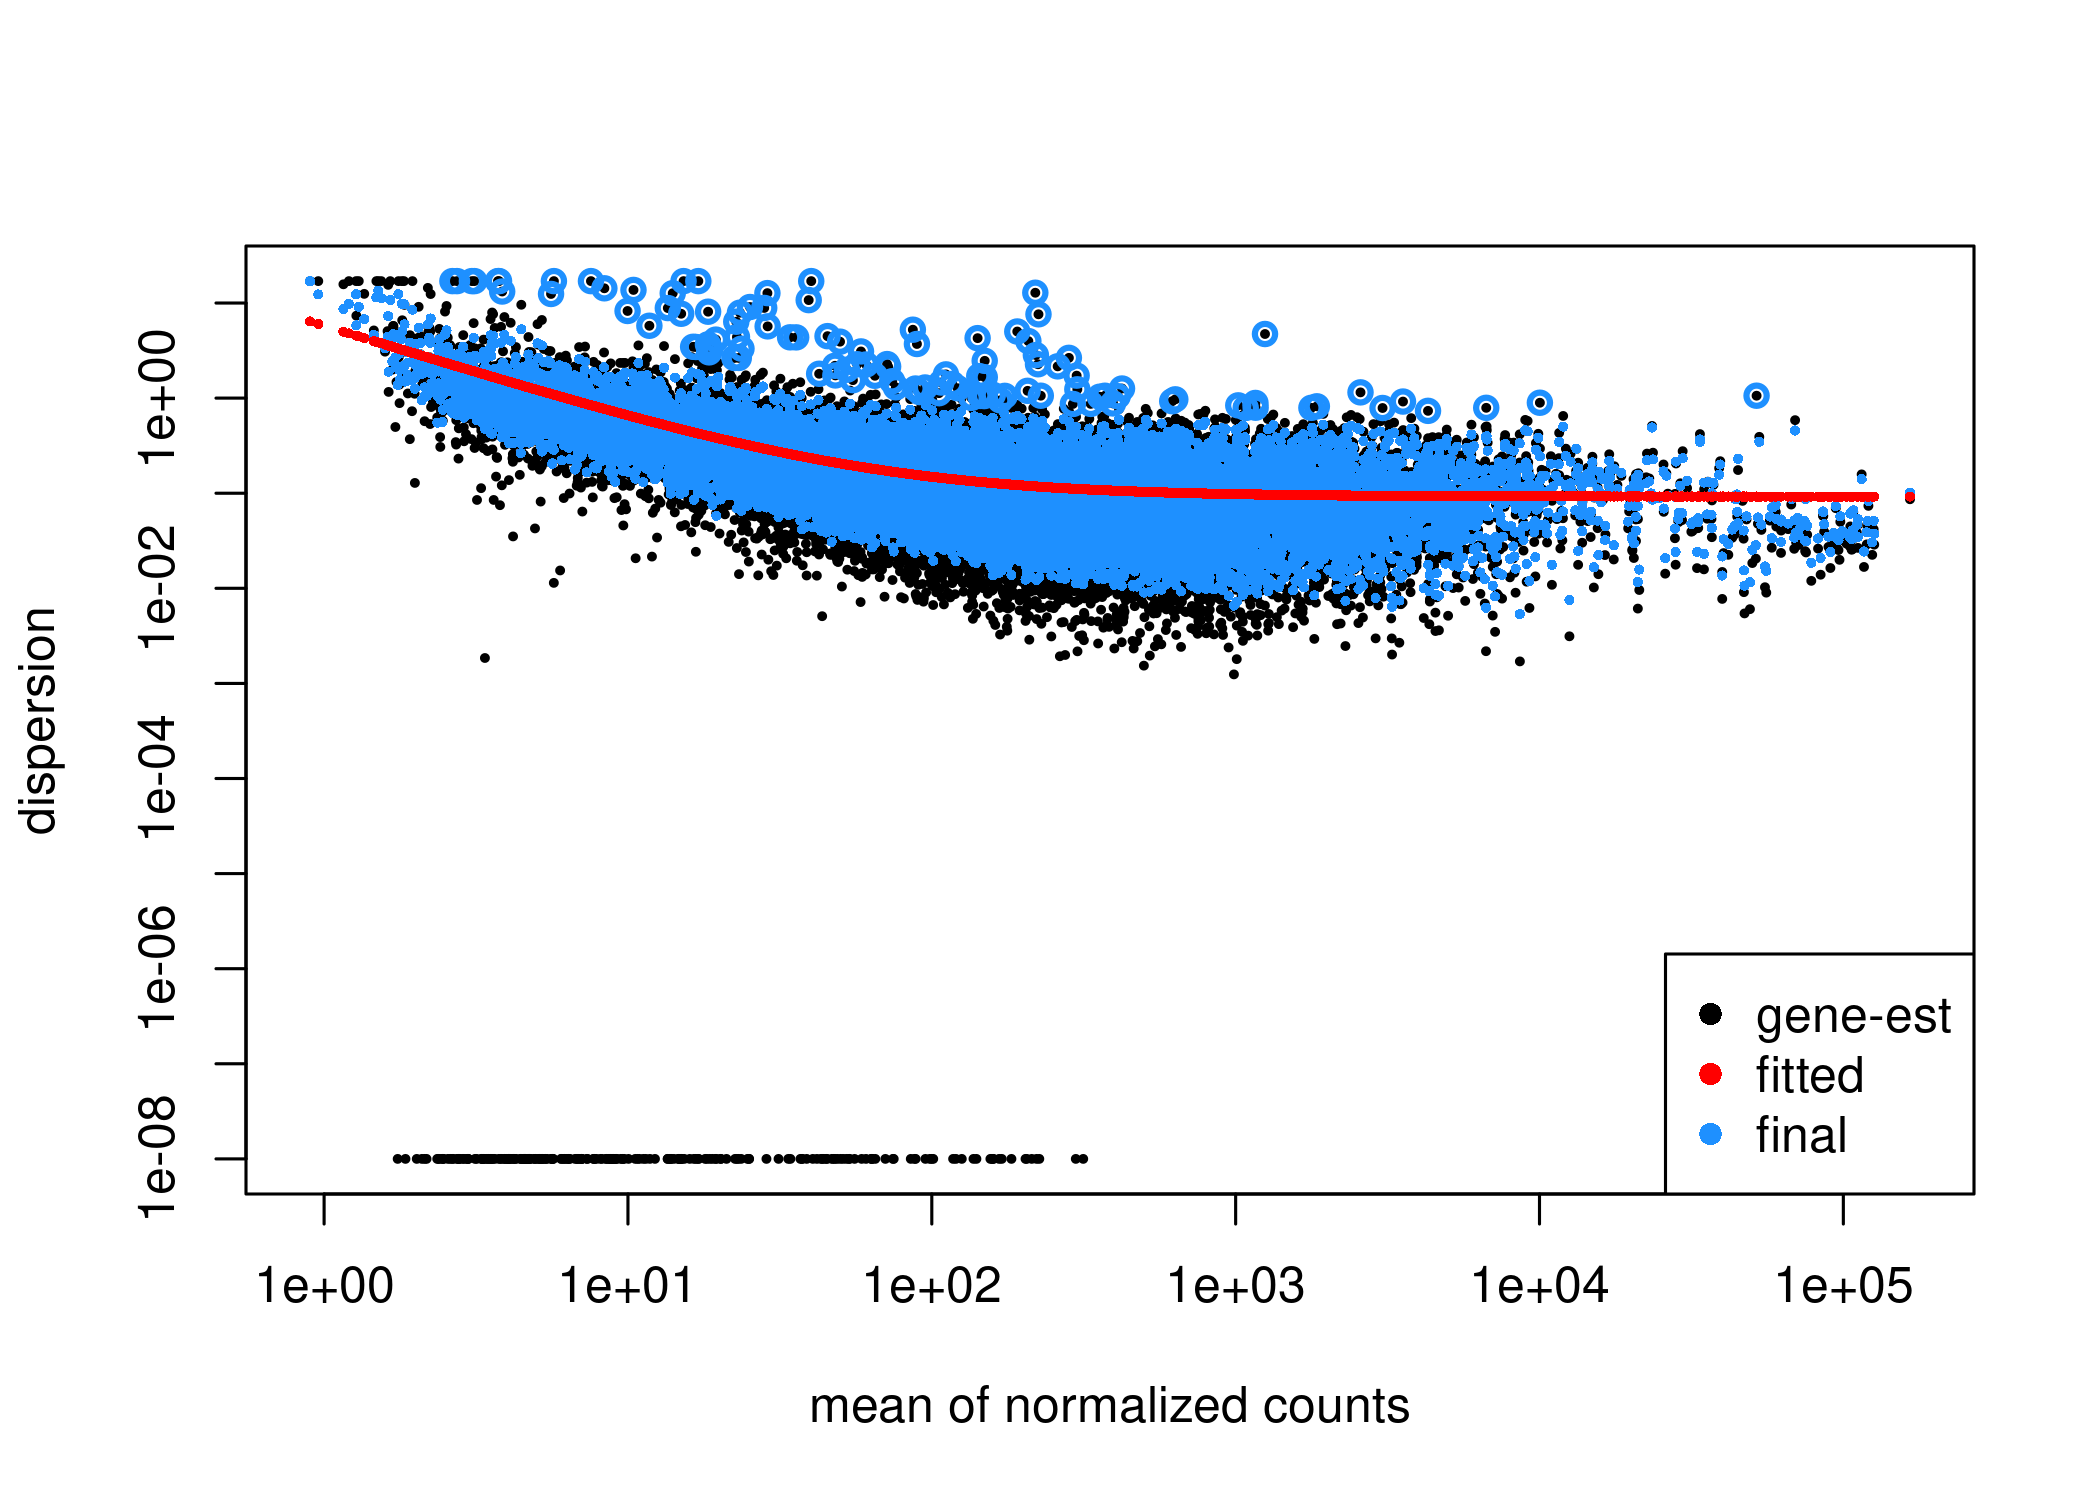 dispersion
1e+00
1e-02
1e-04
1e-06
1e-08
1e+00 1e+01 1e+02 1e+03 1e+04 1e+05
mean of normalized counts
gene-est
fitted
final